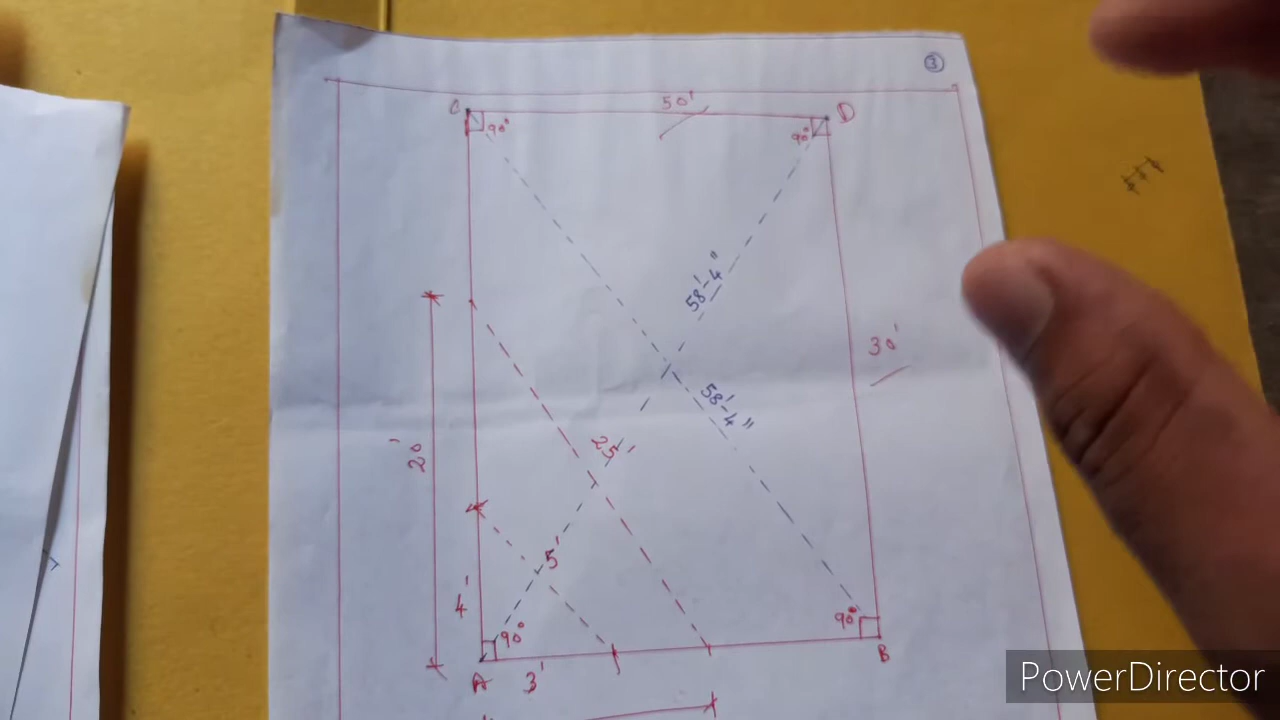 3
C
50'
D
90°
90°
58'-4"
30'
58'-4"
25'
20'
5'
4'
90°
90°
A
3'
B
PowerDirector